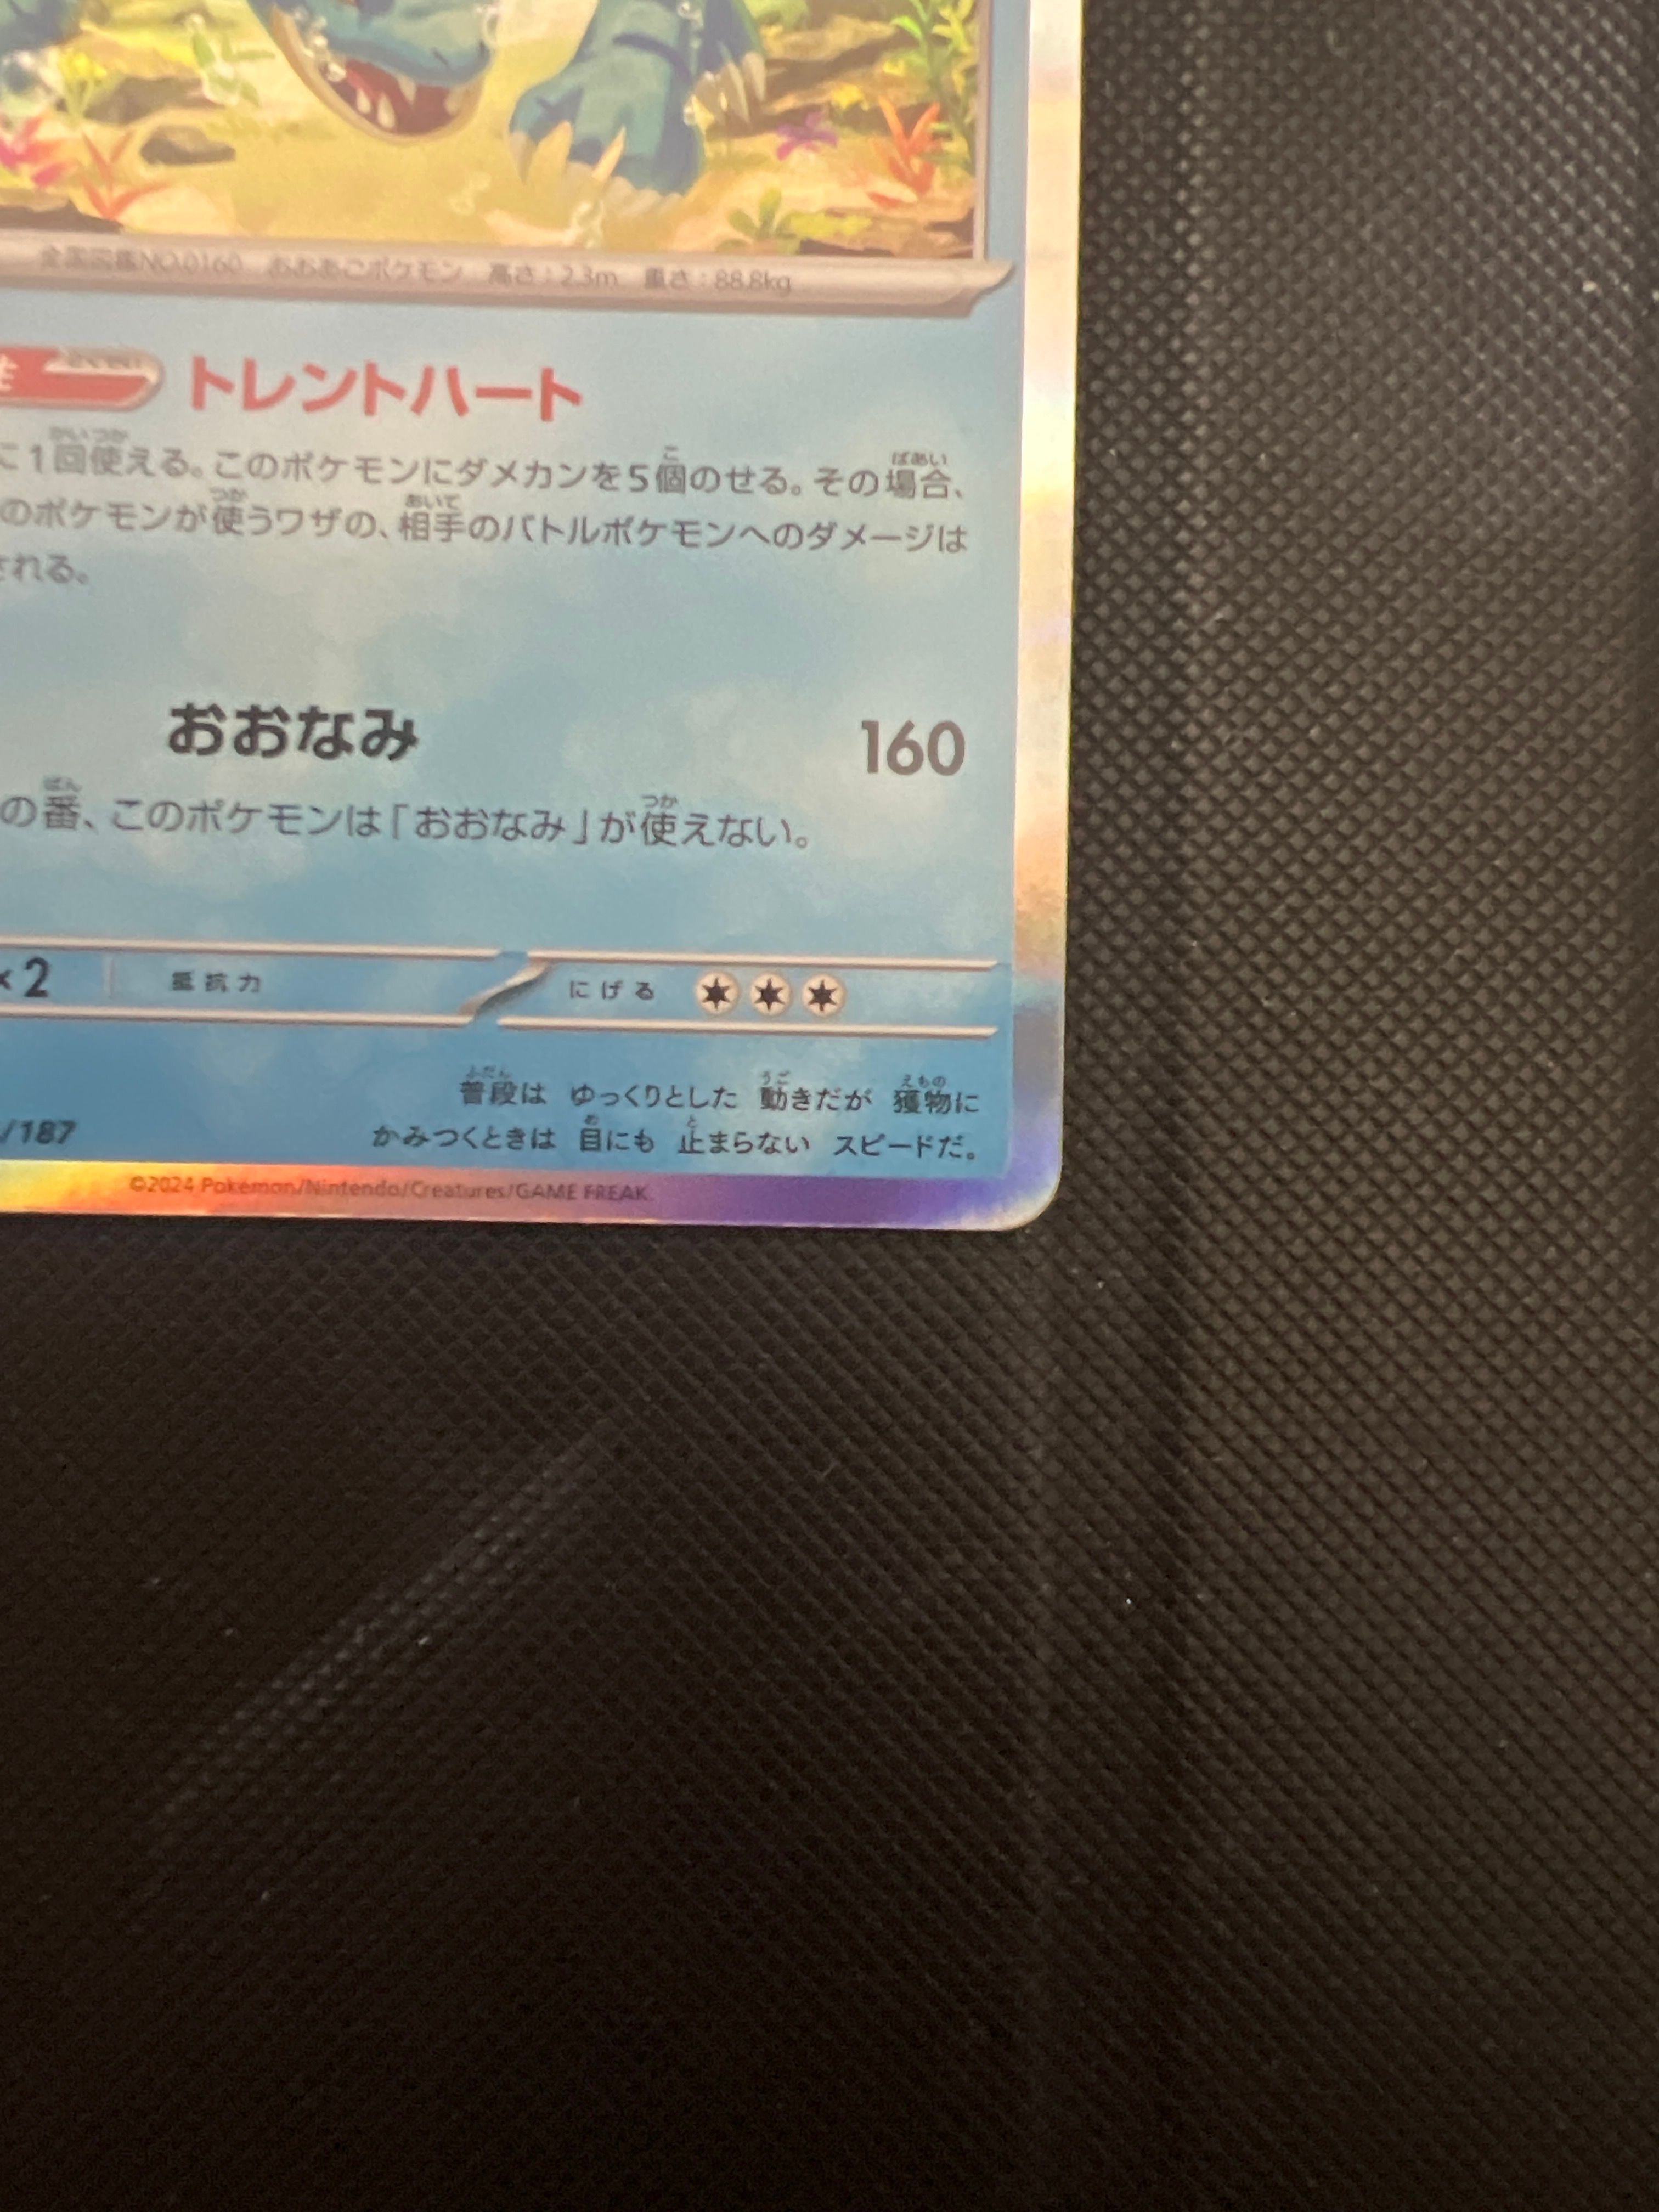 全国図鑑NO.0160 おおあごポケモン 高さ：2.3m 重さ：88.8kg
トレントハート
に1回使える。このポケモンにダメカンを5個のせる。その場合、
のポケモンが使うワザの、相手のバトルポケモンへのダメージは
される。
おおなみ 160
の番、このポケモンは「おおなみ」が使えない。
×2 抵抗力 にげる
普段は ゆっくりとした 動きだが 獲物に
/187 かみつくときは 目にも 止まらない スピードだ。
©2024 Pokémon/Nintendo/Creatures/GAME FREAK.